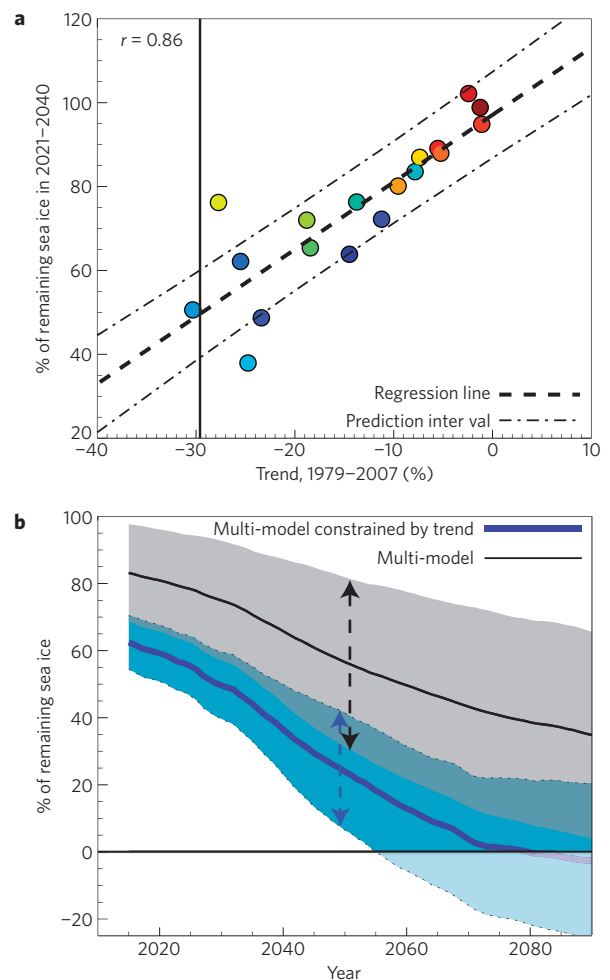 a
r = 0.86
% of remaining sea ice in 2021–2040
120
100
80
60
40
20
Regression line
Prediction inter val
−40
−30
−20
−10
0
10
Trend, 1979–2007 (%)
b
Multi-model constrained by trend
Multi-model
% of remaining sea ice
100
80
60
40
20
0
−20
2020
2040
2060
2080
Year